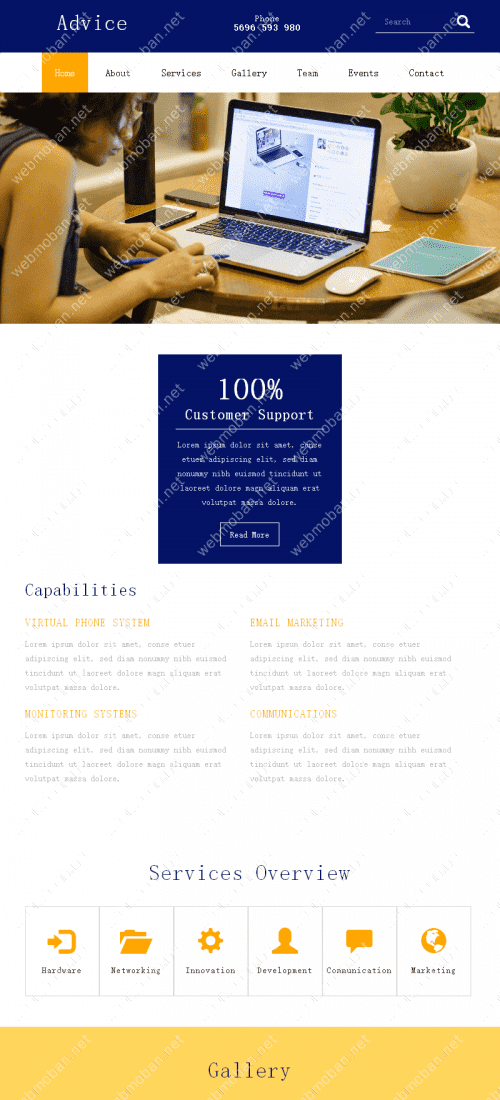 Advice
Phone
5696 593 980
Search
Home About Services Gallery Team Events Contact
100%
Customer Support
Lorem ipsum dolor sit amet, conse
etuer adipiscing elit, sed diam
nonummy nibh euismod tincidunt ut
laoreet dolore magn aliquam erat
volutpat massa dolore.
Read More
Capabilities
VIRTUAL PHONE SYSTEM
Lorem ipsum dolor sit amet, conse etuer
adipiscing elit, sed diam nonummy nibh euismod
tincidunt ut laoreet dolore magn aliquam erat
volutpat massa dolore.
EMAIL MARKETING
Lorem ipsum dolor sit amet, conse etuer
adipiscing elit, sed diam nonummy nibh euismod
tincidunt ut laoreet dolore magn aliquam erat
volutpat massa dolore.
MONITORING SYSTEMS
Lorem ipsum dolor sit amet, conse etuer
adipiscing elit, sed diam nonummy nibh euismod
tincidunt ut laoreet dolore magn aliquam erat
volutpat massa dolore.
COMMUNICATIONS
Lorem ipsum dolor sit amet, conse etuer
adipiscing elit, sed diam nonummy nibh euismod
tincidunt ut laoreet dolore magn aliquam erat
volutpat massa dolore.
Services Overview
Hardware Networking Innovation Development Communication Marketing
Gallery
webmoban.net